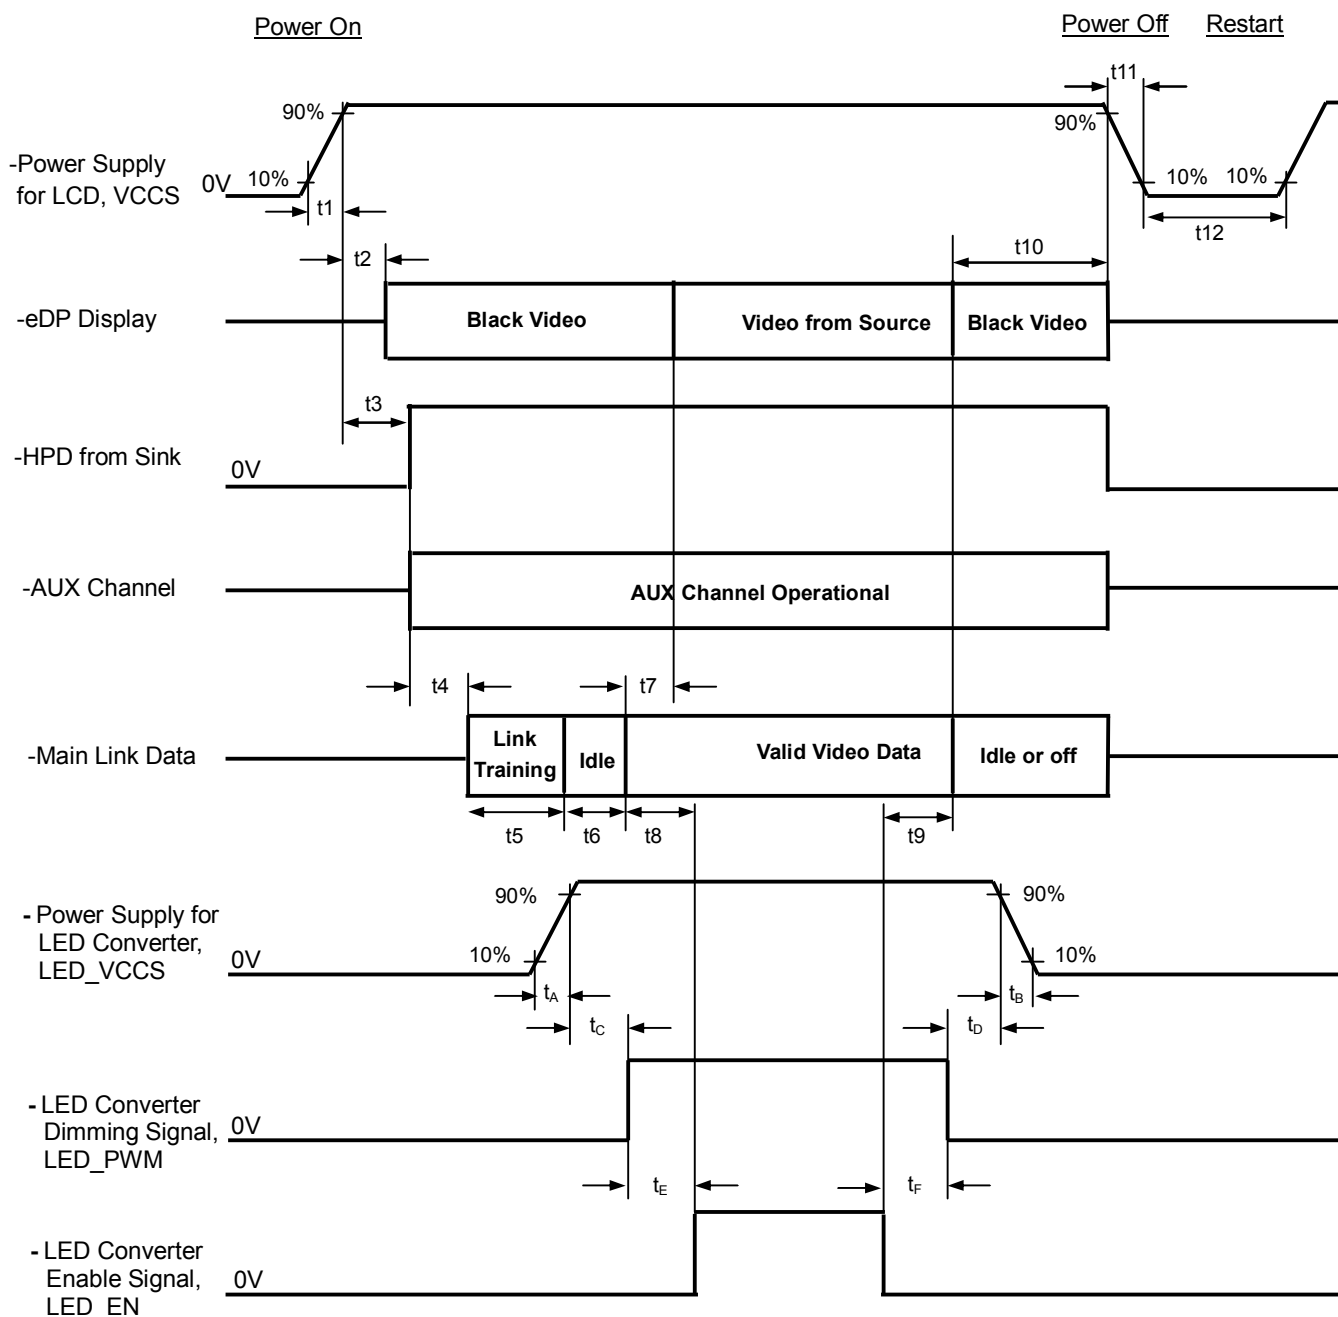 Power On
Power Off
Restart
t11
90%
90%
-Power Supply
for LCD, VCCS
0V
10%
10%
10%
t1
t12
t2
t10
-eDP Display
Black Video
Video from Source
Black Video
t3
-HPD from Sink
0V
-AUX Channel
AUX Channel Operational
t4
t7
-Main Link Data
Link
Training
Idle
Valid Video Data
Idle or off
t5
t6
t8
t9
90%
90%
- Power Supply for
LED Converter,
LED_VCCS
0V
10%
10%
tA
tB
tC
tD
- LED Converter
Dimming Signal,
LED_PWM
0V
tE
tF
- LED Converter
Enable Signal,
LED_EN
0V